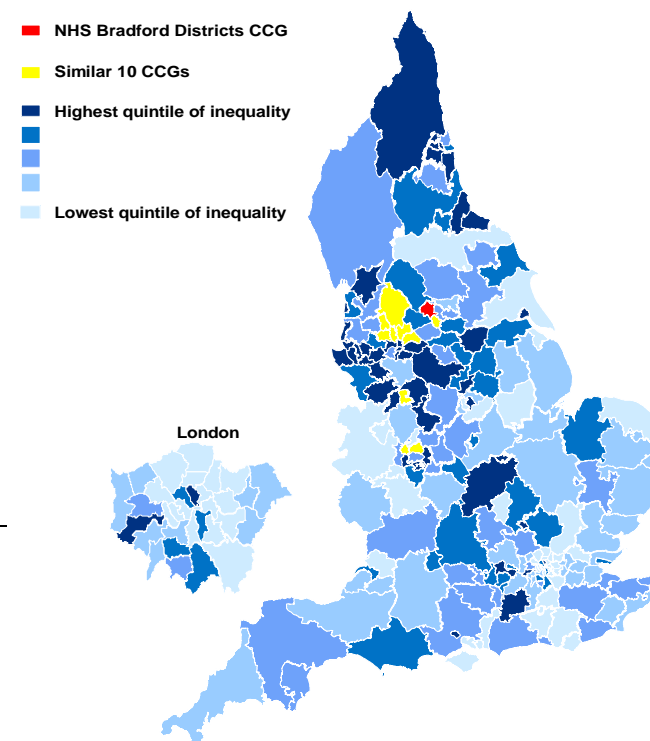 NHS Bradford Districts CCG
Similar 10 CCGs
Highest quintile of inequality
Lowest quintile of inequality
London